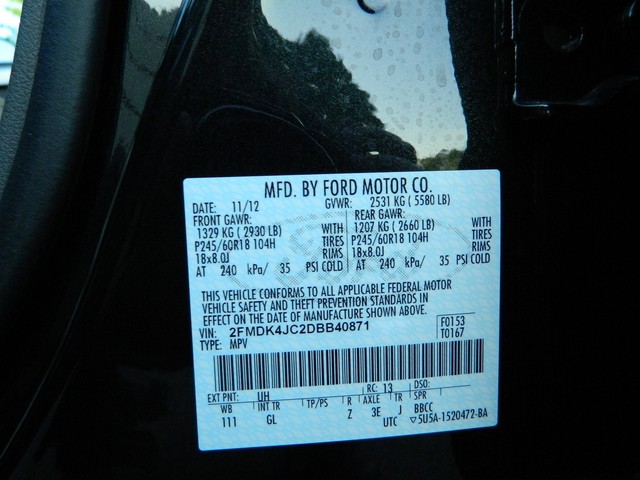 MFD. BY FORD MOTOR CO.
DATE: 11/12 GVWR: 2531 KG ( 5580 LB)
FRONT GAWR: REAR GAWR:
1329 KG ( 2930 LB) WITH 1207 KG ( 2660 LB) WITH
P245/60R18 104H TIRES P245/60R18 104H TIRES
18x8.0J RIMS 18x8.0J RIMS
AT 240 kPa/ 35 PSI COLD AT 240 kPa/ 35 PSI COLD
THIS VEHICLE CONFORMS TO ALL APPLICABLE FEDERAL MOTOR
VEHICLE SAFETY AND THEFT PREVENTION STANDARDS IN
EFFECT ON THE DATE OF MANUFACTURE SHOWN ABOVE.
VIN: 2FMDK4JC2DBB40871 F0153
TYPE: MPV T0167
EXT PNT: UH RC: 13 DSO:
WB INT TR TP/PS R AXLE TR SPR
111 GL Z 3E J BBCC
UTC ▽5U5A-1520472-BA